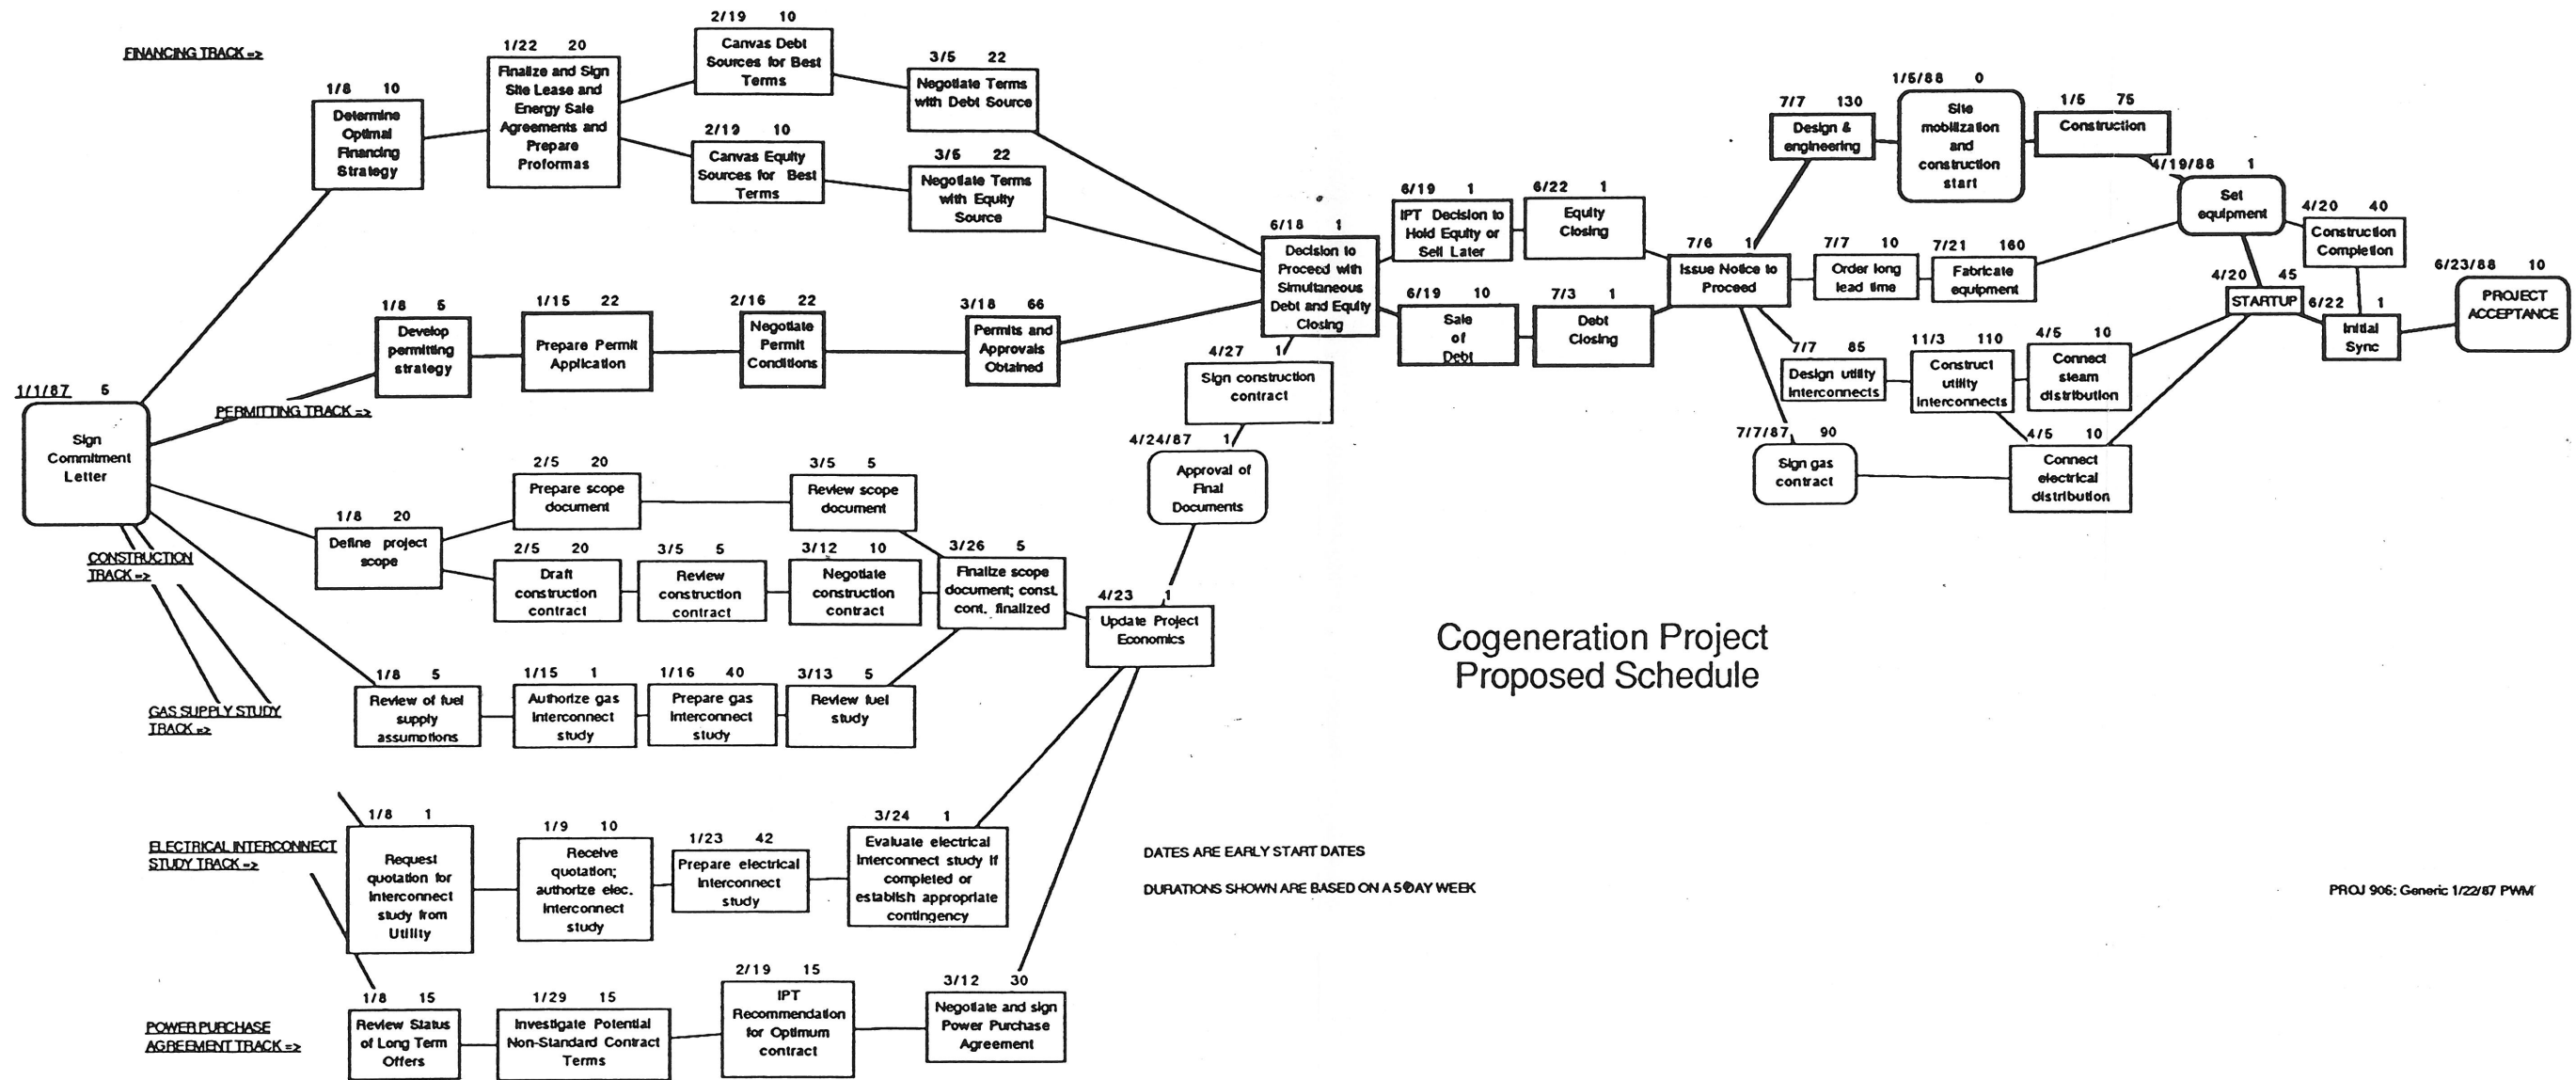 FINANCING TRACK =>
1/8 10
Determine
Optimal
Financing
Strategy
1/22 20
Finalize and Sign
Site Lease and
Energy Sale
Agreements and
Prepare
Proformas
2/19 10
Canvas Debt
Sources for Best
Terms
3/5 22
Negotiate Terms
with Debt Source
2/19 10
Canvas Equity
Sources for Best
Terms
3/5 22
Negotiate Terms
with Equity
Source
1/1/87 5
Sign
Commitment
Letter
PERMITTING TRACK =>
1/8 5
Develop
permitting
strategy
1/15 22
Prepare Permit
Application
2/16 22
Negotiate
Permit
Conditions
3/18 66
Permits and
Approvals
Obtained
CONSTRUCTION
TRACK =>
1/8 20
Define project
scope
2/5 20
Prepare scope
document
3/5 5
Review scope
document
2/5 20
Draft
construction
contract
3/5 5
Review
construction
contract
3/12 10
Negotiate
construction
contract
3/26 5
Finalize scope
document; const.
cont. finalized
GAS SUPPLY STUDY
TRACK =>
1/8 5
Review of fuel
supply
assumptions
1/15 1
Authorize gas
interconnect
study
1/16 40
Prepare gas
interconnect
study
3/13 5
Review fuel
study
ELECTRICAL INTERCONNECT
STUDY TRACK =>
1/8 1
Request
quotation for
interconnect
study from
Utility
1/9 10
Receive
quotation;
authorize elec.
interconnect
study
1/23 42
Prepare electrical
interconnect
study
3/24 1
Evaluate electrical
interconnect study if
completed or
establish appropriate
contingency
POWER PURCHASE
AGREEMENT TRACK =>
1/8 15
Review Status
of Long Term
Offers
1/29 15
Investigate Potential
Non-Standard Contract
Terms
2/19 15
IPT
Recommendation
for Optimum
contract
3/12 30
Negotiate and sign
Power Purchase
Agreement
4/23 1
Update Project
Economics
4/24/87 1
Approval of
Final
Documents
4/27 1
Sign construction
contract
6/18 1
Decision to
Proceed with
Simultaneous
Debt and Equity
Closing
6/19 1
IPT Decision to
Hold Equity or
Sell Later
6/22 1
Equity
Closing
6/19 10
Sale
of
Debt
7/3 1
Debt
Closing
7/6 1
Issue Notice to
Proceed
7/7 130
Design &
engineering
1/5/88 0
Site
mobilization
and
construction
start
1/5 75
Construction
4/19/88 1
Set
equipment
7/7 10
Order long
lead time
7/21 160
Fabricate
equipment
4/20 40
Construction
Completion
4/20 45
STARTUP
6/22 1
Initial
Sync
6/23/88 10
PROJECT
ACCEPTANCE
7/7 85
Design utility
interconnects
11/3 110
Construct
utility
interconnects
4/5 10
Connect
steam
distribution
7/7/87 90
Sign gas
contract
4/5 10
Connect
electrical
distribution
Cogeneration Project
Proposed Schedule
DATES ARE EARLY START DATES
DURATIONS SHOWN ARE BASED ON A 5 DAY WEEK
PROJ 906: Generic 1/22/87 PWM